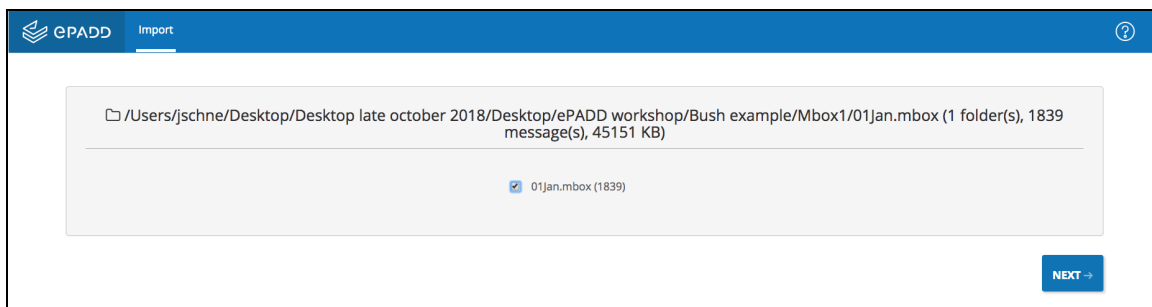 ePADD Import
/Users/jschne/Desktop/Desktop late october 2018/Desktop/ePADD workshop/Bush example/Mbox1/01Jan.mbox (1 folder(s), 1839
message(s), 45151 KB)
01Jan.mbox (1839)
NEXT →